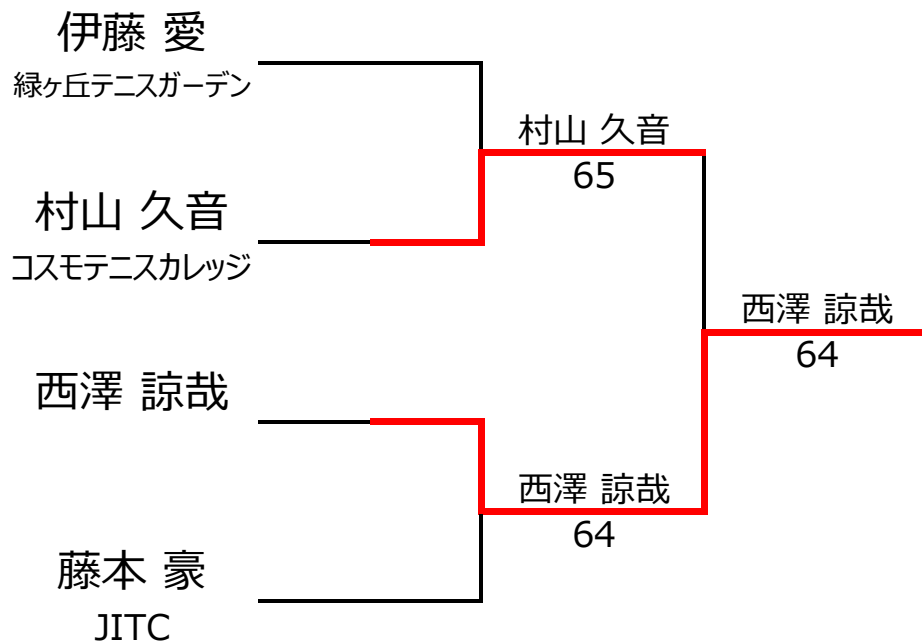 伊藤 愛
緑ヶ丘テニスガーデン
村山 久音
65
村山 久音
コスモテニスカレッジ
西澤 諒哉
64
西澤 諒哉
西澤 諒哉
64
藤本 豪
JITC